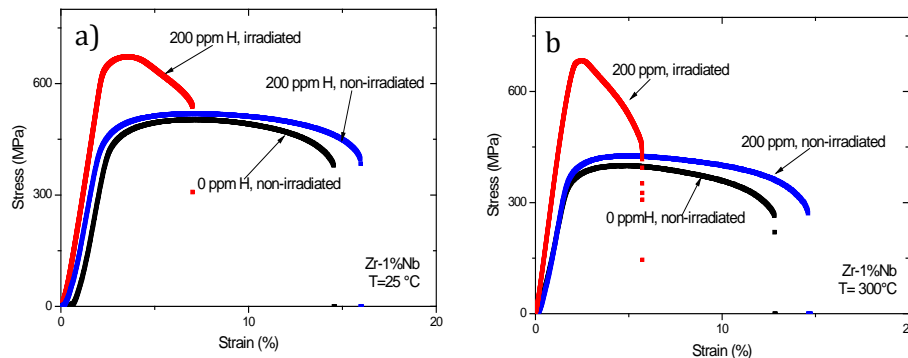 a)
200 ppm H, irradiated
200 ppm H, non-irradiated
0 ppm H, non-irradiated
Zr-1%Nb
T=25 °C
Stress (MPa)
600
300
0
0
10
20
Strain (%)
b
200 ppm, irradiated
200 ppm, non-irradiated
0 ppmH, non-irradiated
Zr-1%Nb
T= 300°C
Stress (MPa)
600
300
0
0
5
10
15
Strain (%)